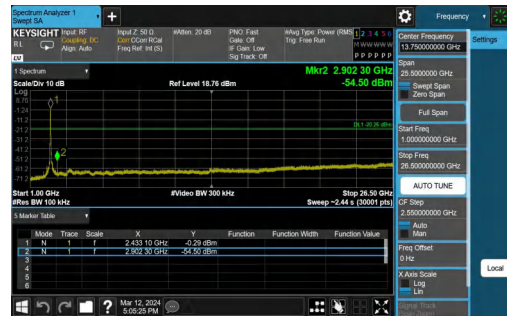 Spectrum Analyzer 1
Swept SA
+
Frequency
Settings
KEYSIGHT
RL
Align: Auto
LV
Input: RF
Coupling: DC
Input Z: 50 Ω
Corr CCorr RCal
Freq Ref: Int (S)
#Atten: 20 dB
PNO: Fast
Gate: Off
IF Gain: Low
Sig Track: Off
#Avg Type: Power (RMS)
Trig: Free Run
1 2 3 4 5 6
M W W W W W
P P P P P P
1 Spectrum
Scale/Div 10 dB
Log
Ref Level 18.76 dBm
Mkr2 2.902 30 GHz
-54.50 dBm
8.76
-1.24
-11.2
-21.2
-31.2
-41.2
-51.2
-61.2
-71.2
1
2
Start 1.00 GHz
#Res BW 100 kHz
#Video BW 300 kHz
Stop 26.50 GHz
Sweep ~2.44 s (30001 pts)
5 Marker Table
Mode Trace Scale X Y Function Function Width Function Value
1 N 1 f 2.433 10 GHz -0.29 dBm
2 N 1 f 2.902 30 GHz -54.50 dBm
3
4
5
6
Center Frequency
13.750000000 GHz
Span
25.5000000 GHz
Swept Span
Zero Span
Full Span
Start Freq
1.000000000 GHz
Stop Freq
26.500000000 GHz
AUTO TUNE
CF Step
2.550000000 GHz
Auto
Man
Freq Offset
0 Hz
X Axis Scale
Log
Lin
Signal Track
Local
?
Mar 12, 2024
5:05:25 PM